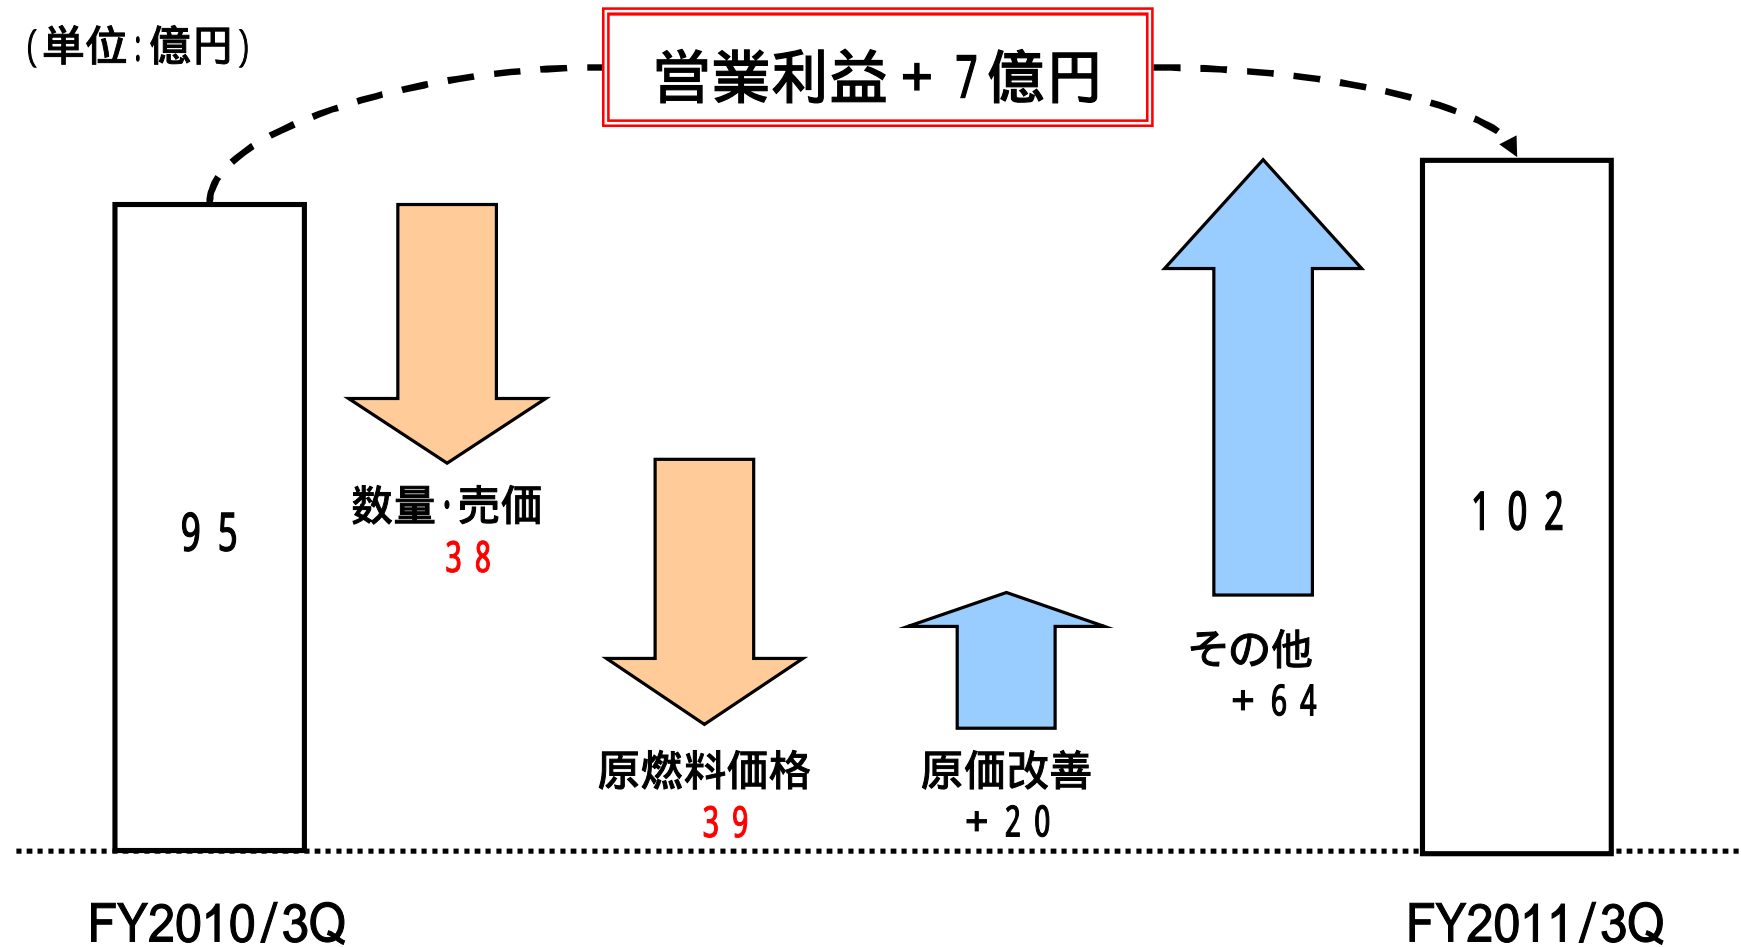 (単位:億円)
営業利益+7億円
95
数量・売価
38
原燃料価格
39
原価改善
+20
その他
+64
102
FY2010/3Q
FY2011/3Q